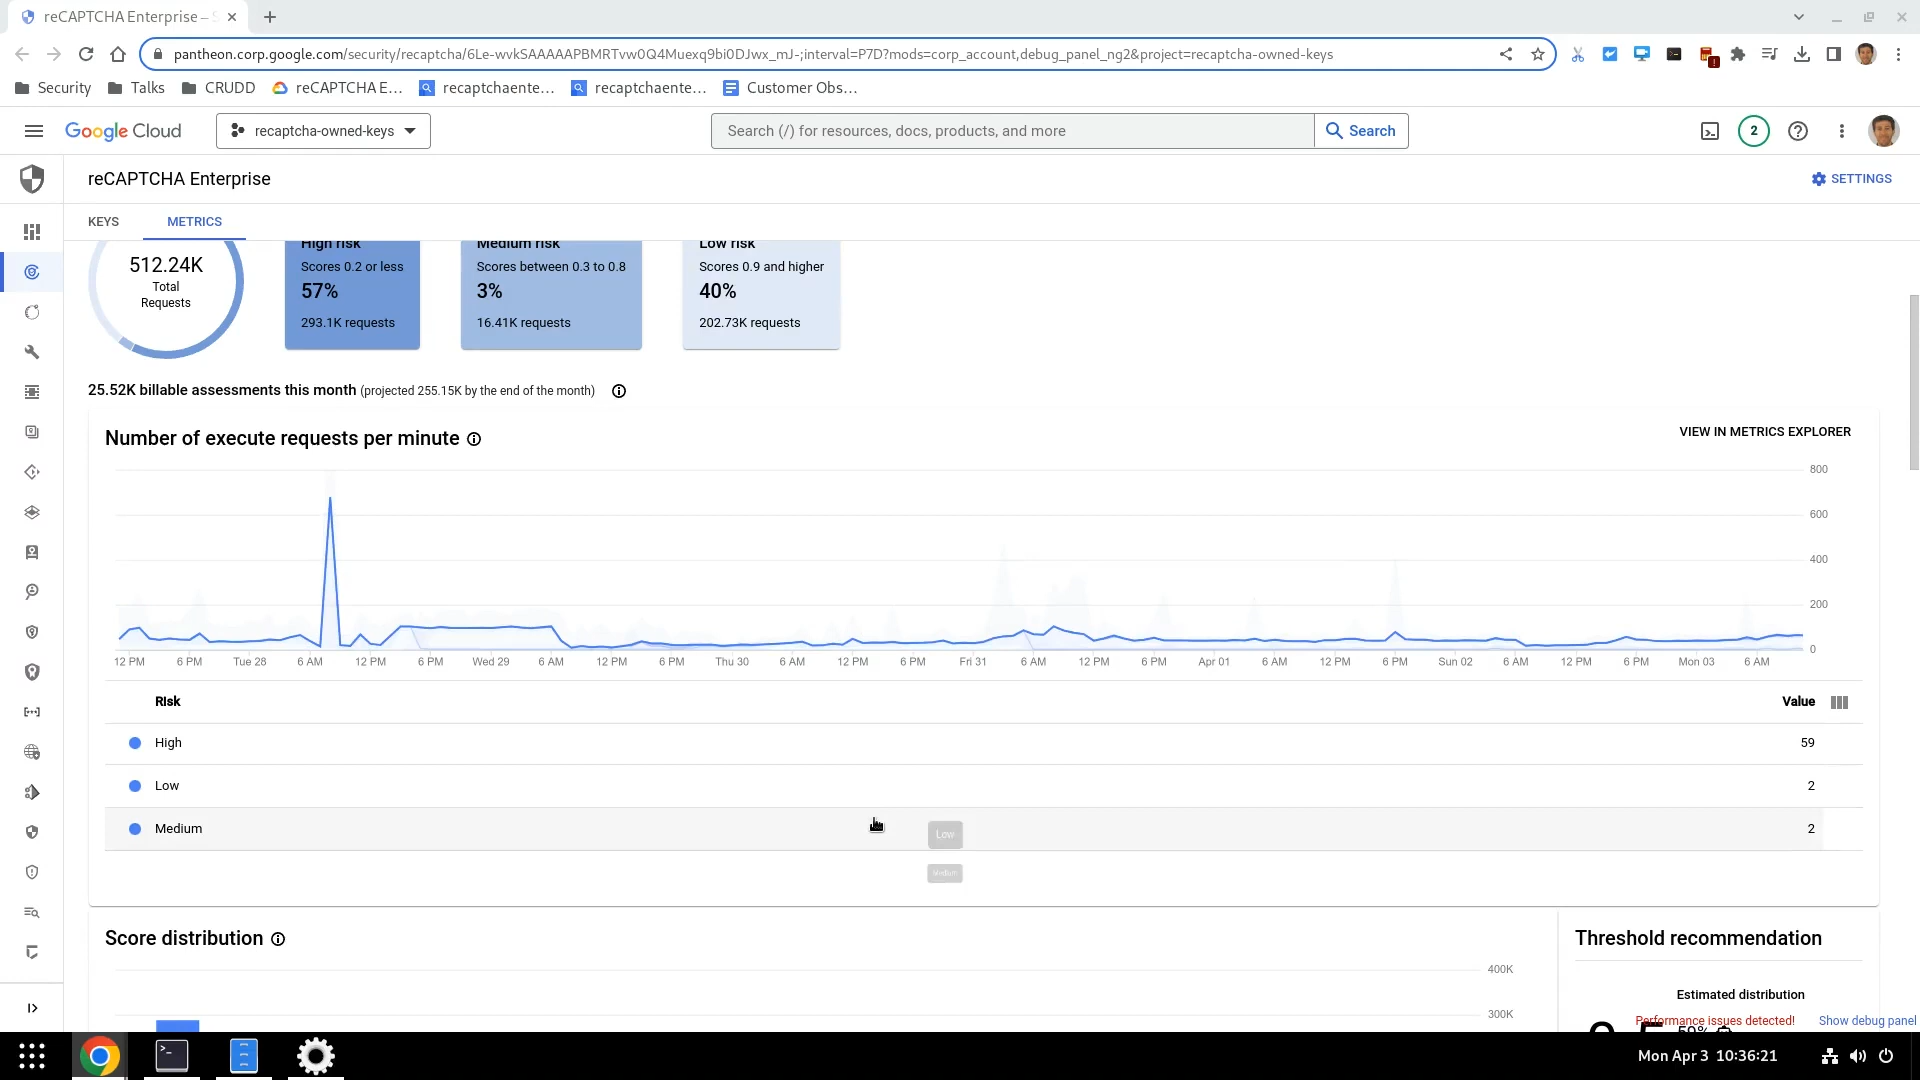 reCAPTCHA Enterprise –
pantheon.corp.google.com/security/recaptcha/6Le-wvkSAAAAAPBMRTvw0Q4Muexq9bi0DJwx_mJ-;interval=P7D?mods=corp_account,debug_panel_ng2&project=recaptcha-owned-keys
Security Talks CRUDD reCAPTCHA E... recaptchaente... recaptchaente... Customer Obs...
Google Cloud recaptcha-owned-keys Search (/) for resources, docs, products, and more Search 2
reCAPTCHA Enterprise SETTINGS
KEYS METRICS
High risk Medium risk Low risk
512.24K Scores 0.2 or less Scores between 0.3 to 0.8 Scores 0.9 and higher
Total 57% 3% 40%
Requests 293.1K requests 16.41K requests 202.73K requests
25.52K billable assessments this month (projected 255.15K by the end of the month)
Number of execute requests per minute VIEW IN METRICS EXPLORER
800
600
400
200
0
12 PM 6 PM Tue 28 6 AM 12 PM 6 PM Wed 29 6 AM 12 PM 6 PM Thu 30 6 AM 12 PM 6 PM Fri 31 6 AM 12 PM 6 PM Apr 01 6 AM 12 PM 6 PM Sun 02 6 AM 12 PM 6 PM Mon 03 6 AM
Risk Value
High 59
Low 2
Medium 2
Low
Medium
Score distribution Threshold recommendation
400K
300K
Estimated distribution
Performance issues detected! Show debug panel
Mon Apr 3 10:36:21